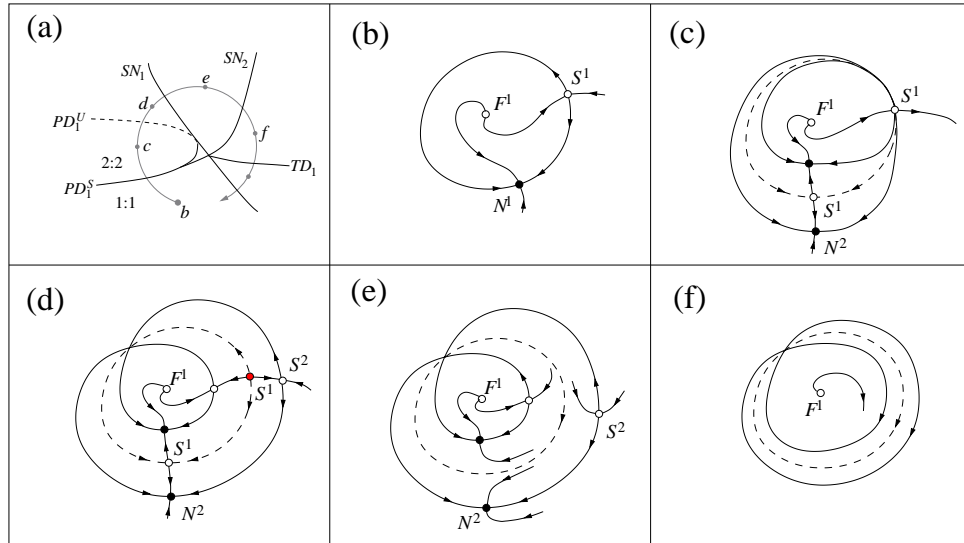 (a)
SN₁
SN₂
e
d
PD₁ᵁ
f
c
2:2
TD₁
PD₁ˢ
1:1
b
(b)
S¹
F¹
N¹
(c)
S¹
F¹
S¹
N²
(d)
F¹
S²
S¹
S¹
N²
(e)
F¹
S²
N²
(f)
F¹